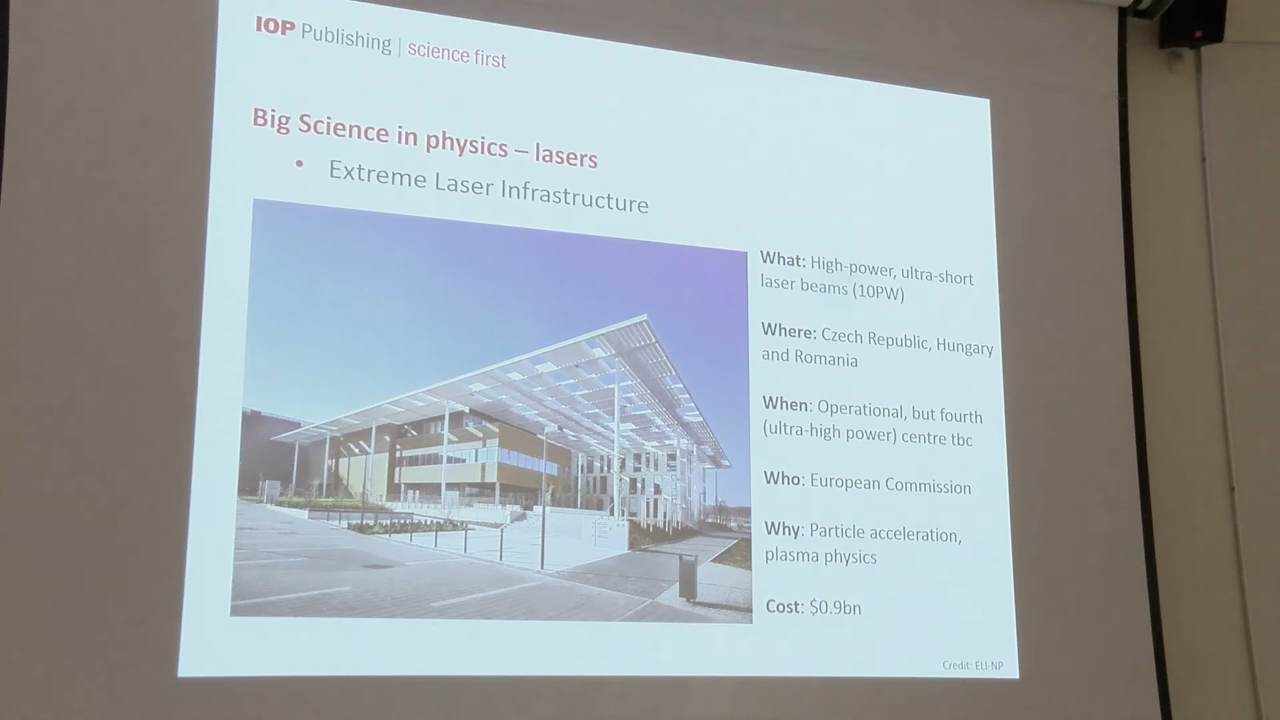 IOP Publishing | science first
Big Science in physics – lasers
• Extreme Laser Infrastructure
What: High-power, ultra-short
laser beams (10PW)
Where: Czech Republic, Hungary
and Romania
When: Operational, but fourth
(ultra-high power) centre tbc
Who: European Commission
Why: Particle acceleration,
plasma physics
Cost: $0.9bn
Credit: ELI-NP